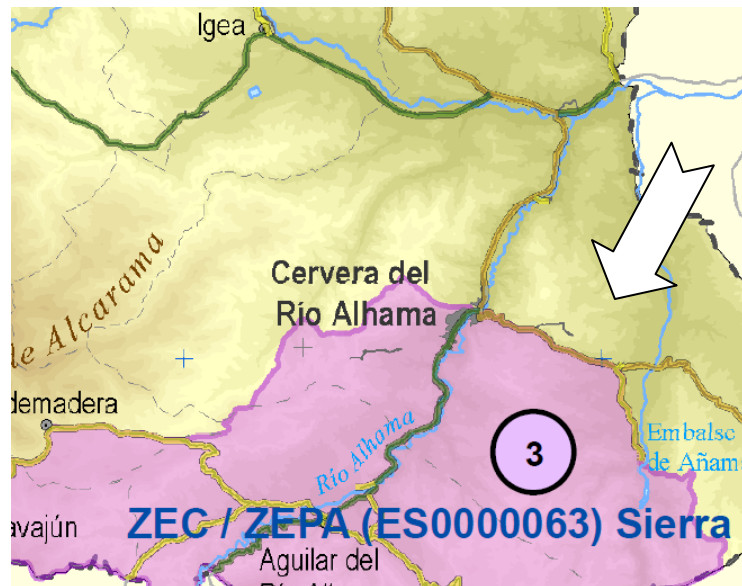 Igea
de Alcarama
Cervera del
Río Alhama
demadera
Río Alhama
3
Embalse
de Añam
avajún
ZEC / ZEPA (ES0000063) Sierra
Aguilar del